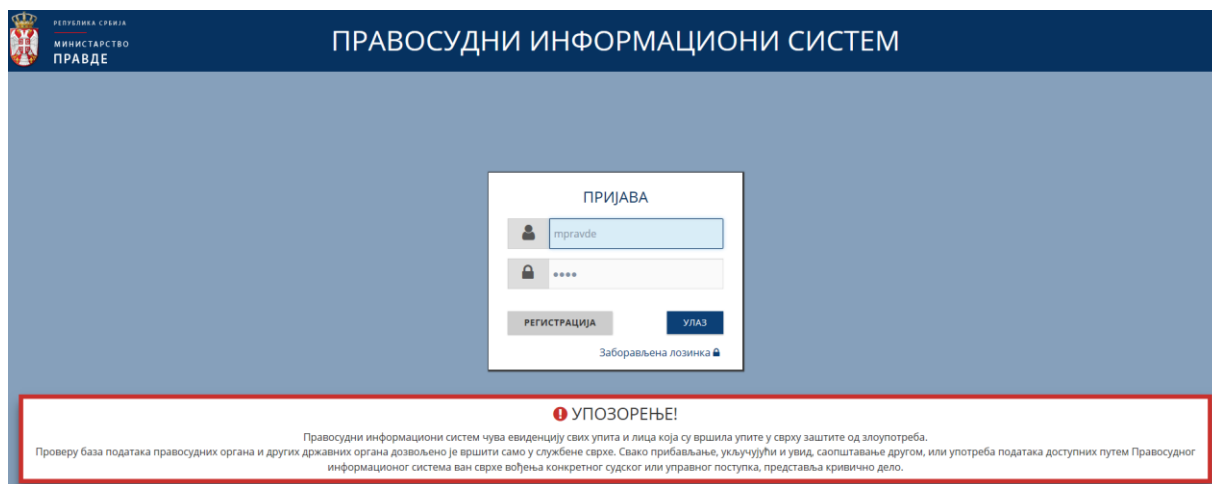 РЕПУБЛИКА СРБИЈА
МИНИСТАРСТВО
ПРАВДЕ
ПРАВОСУДНИ ИНФОРМАЦИОНИ СИСТЕМ
ПРИЈАВА
mpravde
••••
РЕГИСТРАЦИЈА
УЛАЗ
Заборављена лозинка
УПОЗОРЕЊЕ!
Правосудни информациони систем чува евиденцију свих упита и лица која су вршила упите у сврху заштите од злоупотреба.
Проверу база података правосудних органа и других државних органа дозвољено је вршити само у службене сврхе. Свако прибављање, укључујући и увид, саопштавање другом, или употреба података доступних путем Правосудног
информационог система ван сврхе вођења конкретног судског или управног поступка, представља кривично дело.